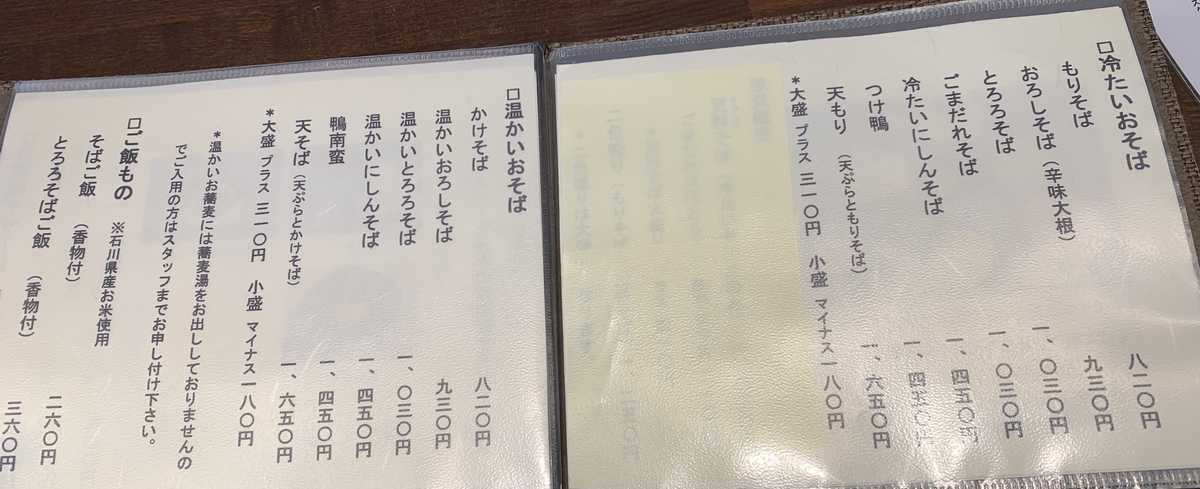 □冷たいおそば
もりそば 八二〇円
おろしそば（辛味大根） 九三〇円
とろろそば 一、〇三〇円
ごまだれそば 一、〇三〇円
冷たいにしんそば 一、四五〇円
つけ鴨 一、四五〇円
天もり（天ぷらともりそば） 一、六五〇円
*大盛 プラス 三一〇円 小盛 マイナス一八〇円
□温かいおそば
かけそば 八二〇円
温かいおろしそば 九三〇円
温かいとろろそば 一、〇三〇円
温かいにしんそば 一、四五〇円
鴨南蛮 一、四五〇円
天そば（天ぷらとかけそば） 一、六五〇円
*大盛 プラス 三一〇円 小盛 マイナス一八〇円
*温かいお蕎麦には蕎麦湯をお出ししておりませんの
でご入用の方はスタッフまでお申し付け下さい。
□ご飯もの ※石川県産お米使用
そばご飯（香物付） 二六〇円
とろろそばご飯（香物付） 三六〇円